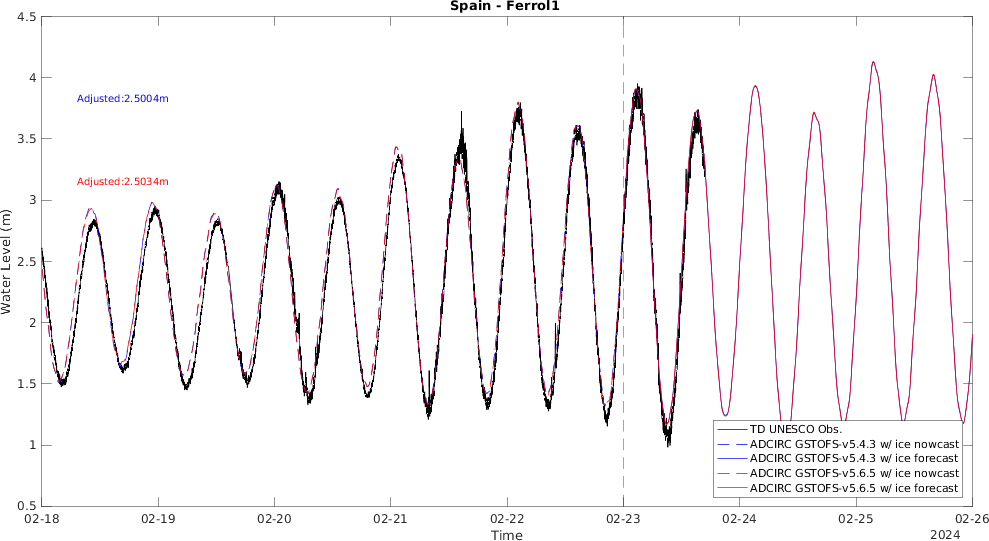 Spain - Ferrol1
4.5
4
3.5
3
2.5
2
1.5
1
0.5
Water Level (m)
Adjusted:2.5004m
Adjusted:2.5034m
TD UNESCO Obs.
ADCIRC GSTOFS-v5.4.3 w/ ice nowcast
ADCIRC GSTOFS-v5.4.3 w/ ice forecast
ADCIRC GSTOFS-v5.6.5 w/ ice nowcast
ADCIRC GSTOFS-v5.6.5 w/ ice forecast
02-18 02-19 02-20 02-21 02-22 02-23 02-24 02-25 02-26
Time
2024